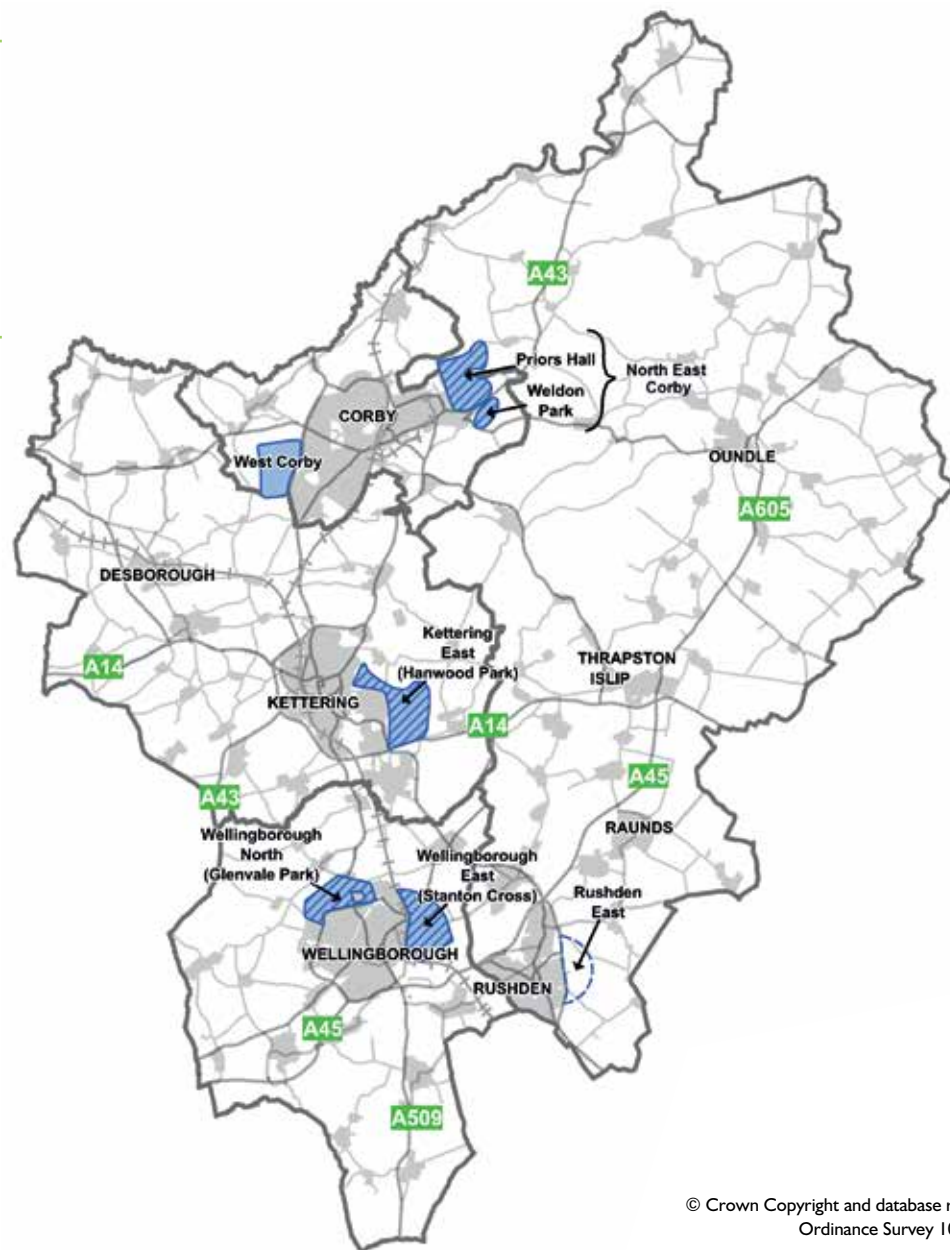 A43
Priors Hall
Weldon
Park
North East
Corby
CORBY
West Corby
OUNDLE
A605
DESBOROUGH
Kettering
East
(Hanwood Park)
A14
THRAPSTON
ISLIP
KETTERING
A14
A45
A43
RAUNDS
Wellingborough
North
(Glenvale Park)
Wellingborough
East
(Stanton Cross)
Rushden
East
WELLINGBOROUGH
RUSHDEN
A45
A509
© Crown Copyright and database
Ordinance Survey